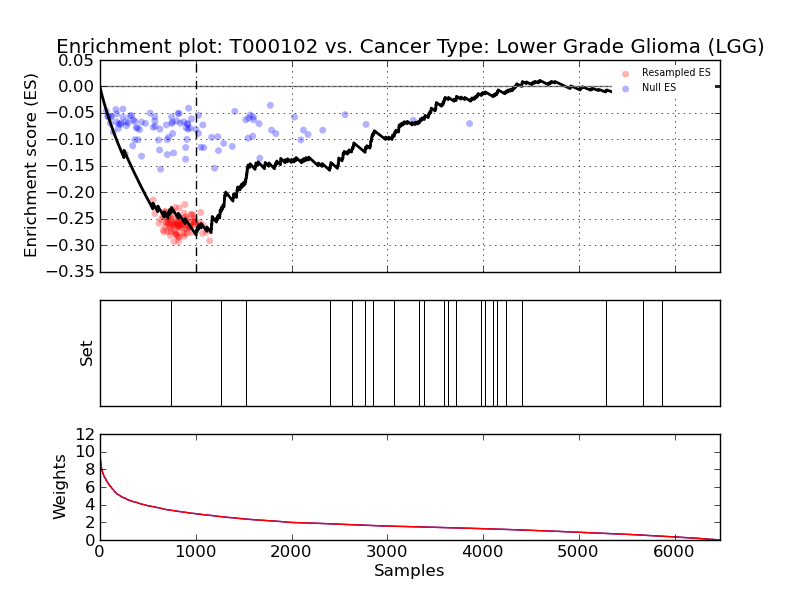 Enrichment plot: T000102 vs. Cancer Type: Lower Grade Glioma (LGG)
0.05
0.00
−0.05
−0.10
−0.15
−0.20
−0.25
−0.30
−0.35
Enrichment score (ES)
Resampled ES
Null ES
Set
12
10
8
6
4
2
0
Weights
0 1000 2000 3000 4000 5000 6000
Samples